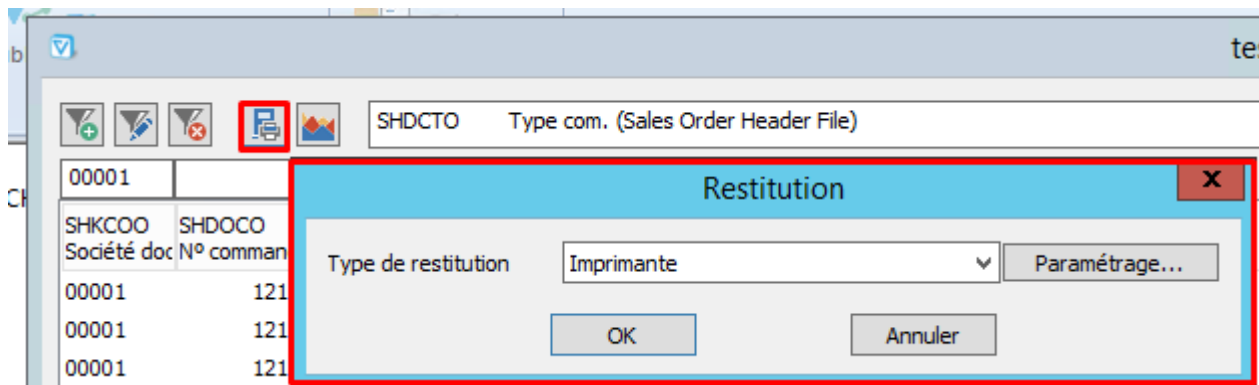 te
SHDCTO Type com. (Sales Order Header File)
00001
Restitution
SHKCOO SHDOCO
Société doc Nº comman
Type de restitution Imprimante Paramétrage...
00001 121
00001 121
OK Annuler
00001 121